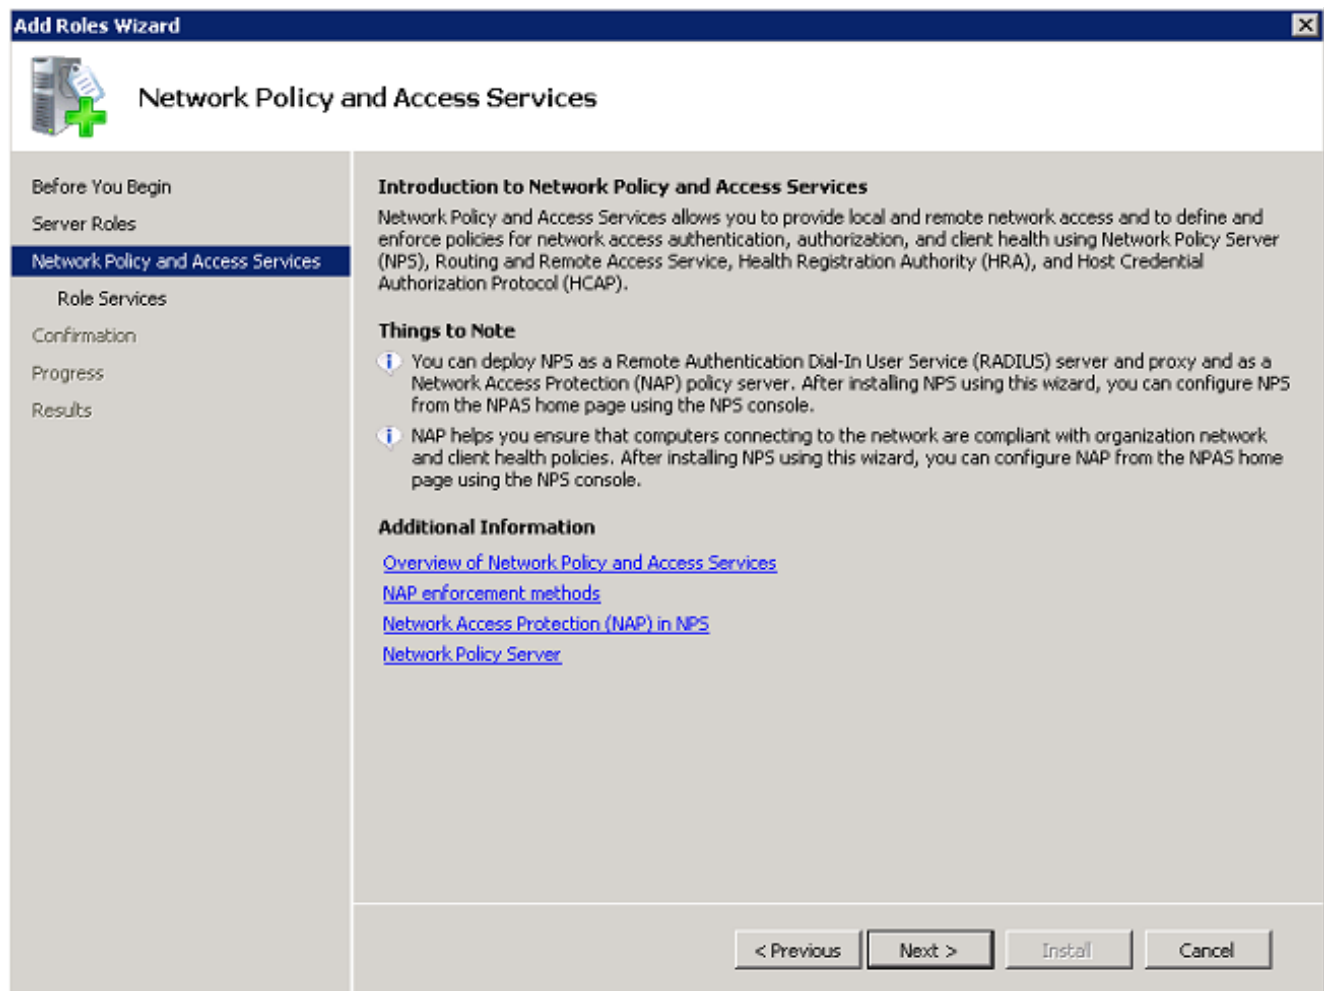 Add Roles Wizard
Network Policy and Access Services
Before You Begin
Server Roles
Network Policy and Access Services
Role Services
Confirmation
Progress
Results
Introduction to Network Policy and Access Services
Network Policy and Access Services allows you to provide local and remote network access and to define and
enforce policies for network access authentication, authorization, and client health using Network Policy Server
(NPS), Routing and Remote Access Service, Health Registration Authority (HRA), and Host Credential
Authorization Protocol (HCAP).
Things to Note
You can deploy NPS as a Remote Authentication Dial-In User Service (RADIUS) server and proxy and as a
Network Access Protection (NAP) policy server. After installing NPS using this wizard, you can configure NPS
from the NPAS home page using the NPS console.
NAP helps you ensure that computers connecting to the network are compliant with organization network
and client health policies. After installing NPS using this wizard, you can configure NAP from the NPAS home
page using the NPS console.
Additional Information
Overview of Network Policy and Access Services
NAP enforcement methods
Network Access Protection (NAP) in NPS
Network Policy Server
< Previous
Next >
Install
Cancel